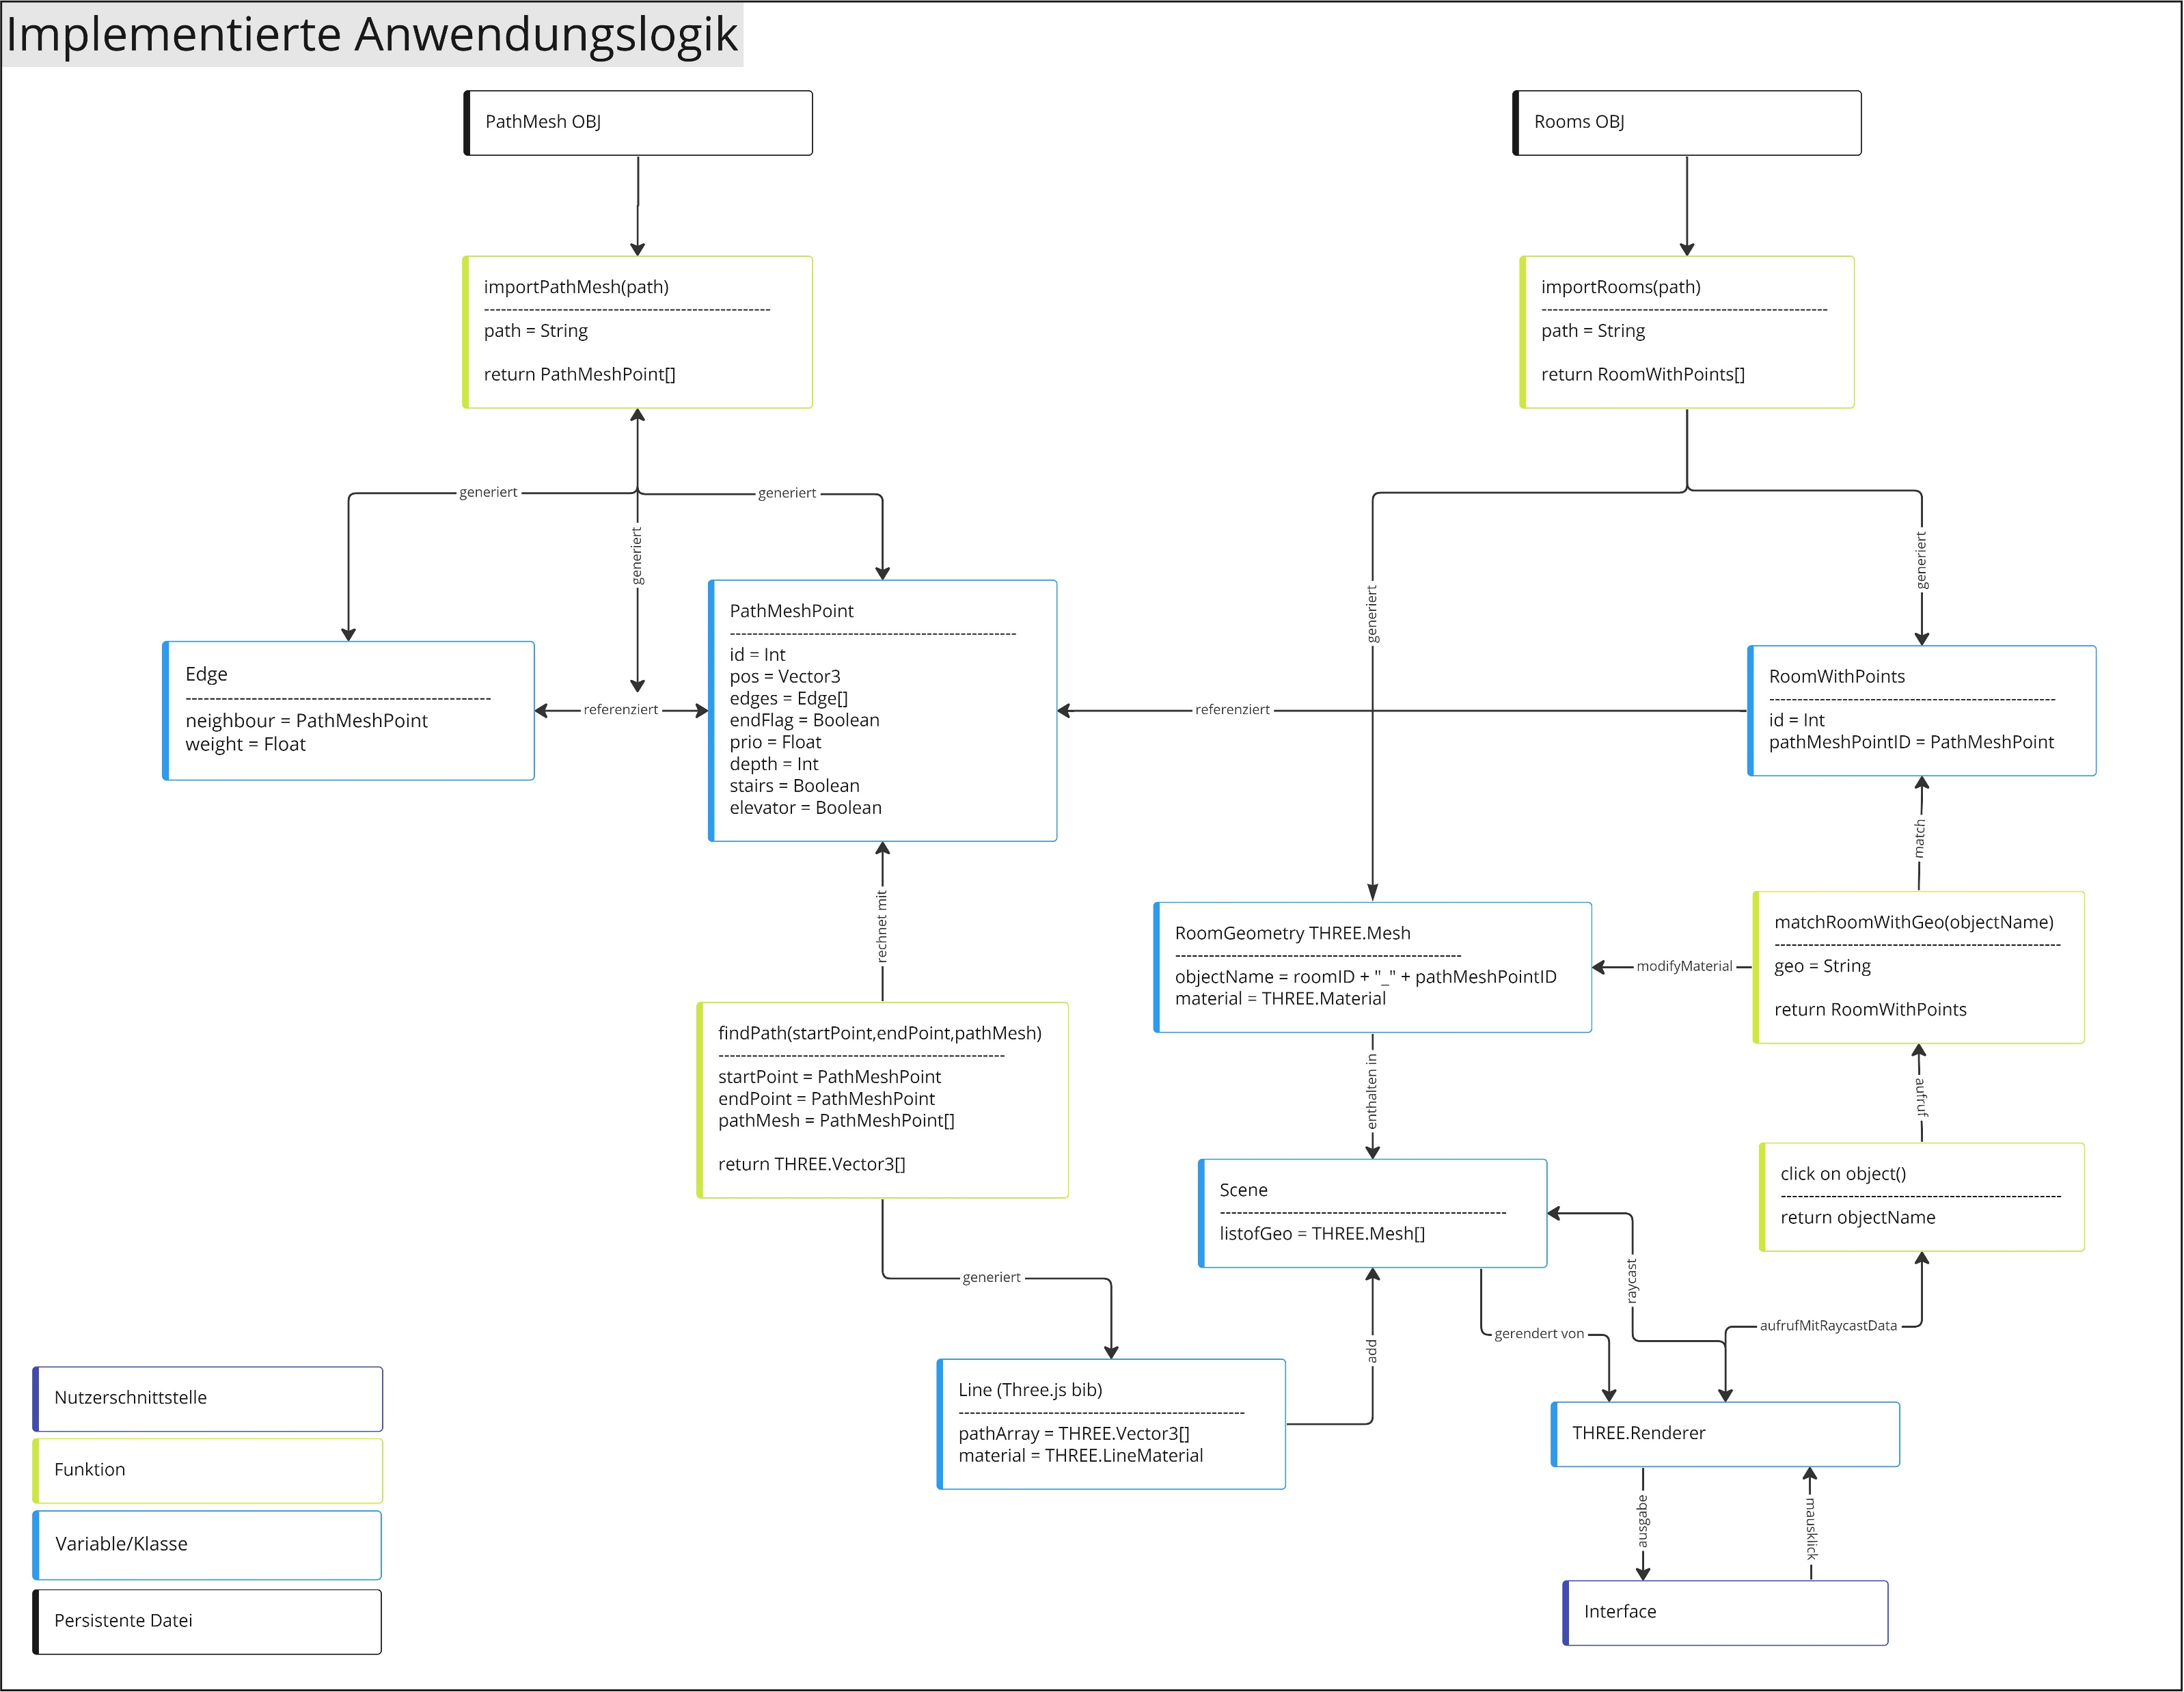 Implementierte Anwendungslogik
PathMesh OBJ
Rooms OBJ
importPathMesh(path)
---------------------------------------------------
path = String
return PathMeshPoint[]
importRooms(path)
---------------------------------------------------
path = String
return RoomWithPoints[]
generiert
generiert
generiert
generiert
generiert
Edge
---------------------------------------------------
neighbour = PathMeshPoint
weight = Float
referenziert
PathMeshPoint
---------------------------------------------------
id = Int
pos = Vector3
edges = Edge[]
endFlag = Boolean
prio = Float
depth = Int
stairs = Boolean
elevator = Boolean
referenziert
RoomWithPoints
---------------------------------------------------
id = Int
pathMeshPointID = PathMeshPoint
match
rechnet mit
RoomGeometry THREE.Mesh
---------------------------------------------------
objectName = roomID + "_" + pathMeshPointID
material = THREE.Material
modifyMaterial
matchRoomWithGeo(objectName)
---------------------------------------------------
geo = String
return RoomWithPoints
findPath(startPoint,endPoint,pathMesh)
---------------------------------------------------
startPoint = PathMeshPoint
endPoint = PathMeshPoint
pathMesh = PathMeshPoint[]
return THREE.Vector3[]
enthalten in
aufruf
Scene
---------------------------------------------------
listofGeo = THREE.Mesh[]
click on object()
--------------------------------------------------
return objectName
generiert
raycast
aufrufMitRaycastData
gerendert von
add
Line (Three.js bib)
---------------------------------------------------
pathArray = THREE.Vector3[]
material = THREE.LineMaterial
THREE.Renderer
ausgabe
mausklick
Interface
Nutzerschnittstelle
Funktion
Variable/Klasse
Persistente Datei